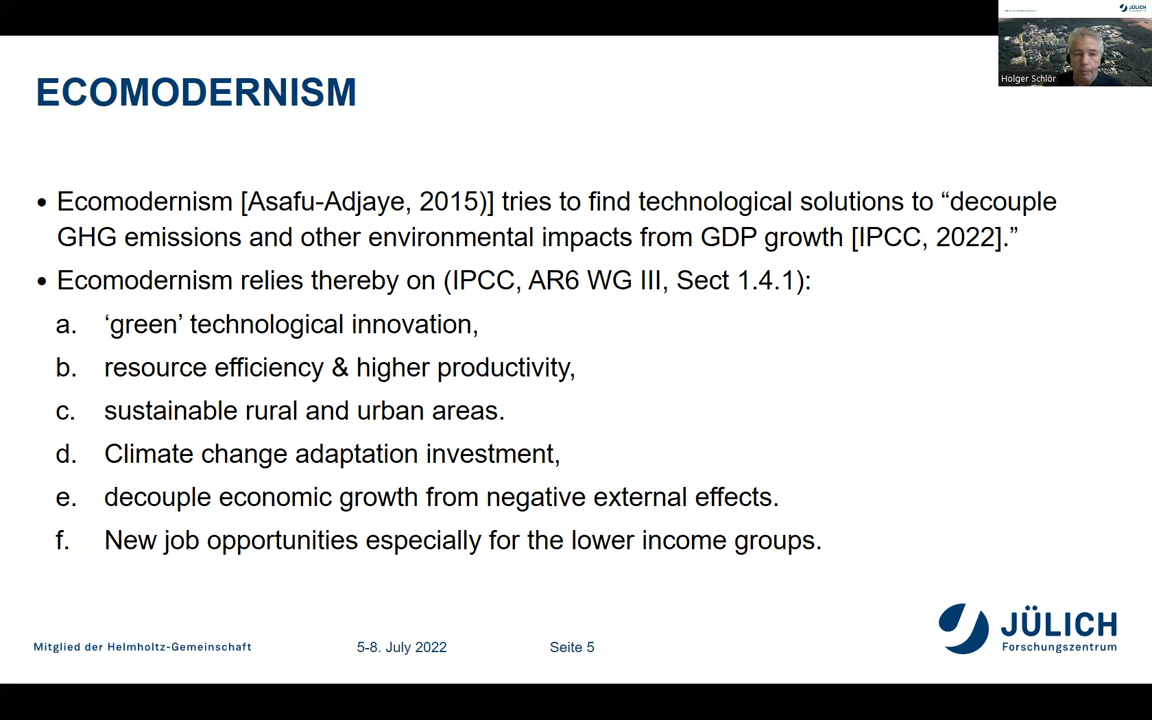 JÜLICH
Holger Schlör
ECOMODERNISM
• Ecomodernism [Asafu-Adjaye, 2015)] tries to find technological solutions to “decouple
GHG emissions and other environmental impacts from GDP growth [IPCC, 2022].”
• Ecomodernism relies thereby on (IPCC, AR6 WG III, Sect 1.4.1):
a. ‘green’ technological innovation,
b. resource efficiency & higher productivity,
c. sustainable rural and urban areas.
d. Climate change adaptation investment,
e. decouple economic growth from negative external effects.
f. New job opportunities especially for the lower income groups.
Mitglied der Helmholtz-Gemeinschaft
5-8. July 2022
Seite 5
JÜLICH
Forschungszentrum